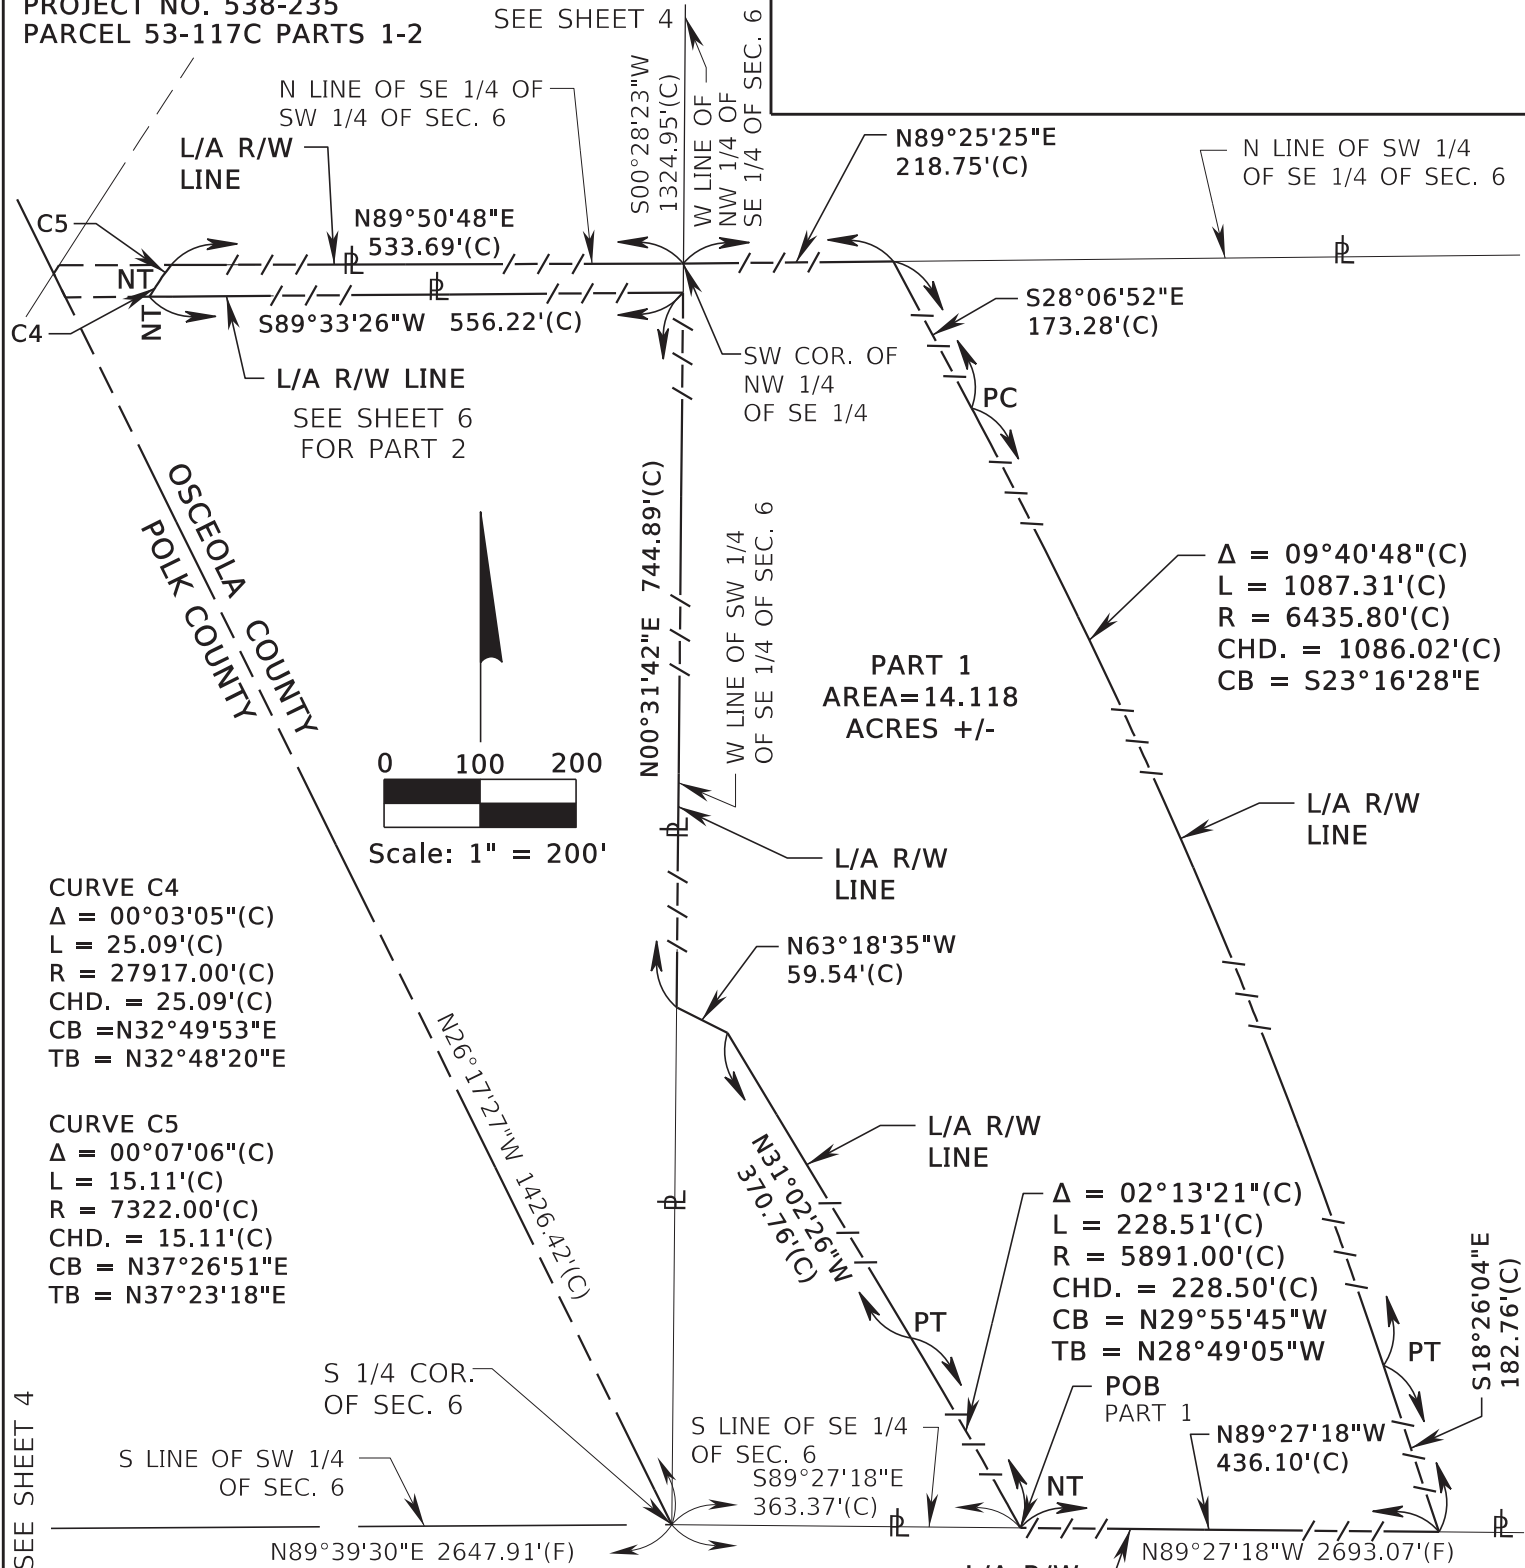 PROJECT NO. 538-235
PARCEL 53-117C PARTS 1-2
SEE SHEET 4
S00°28'23"W
1324.95'(C)
W LINE OF
NW 1/4 OF
SE 1/4 OF SEC. 6
N LINE OF SE 1/4 OF
SW 1/4 OF SEC. 6
L/A R/W
LINE
N89°25'25"E
218.75'(C)
N LINE OF SW 1/4
OF SE 1/4 OF SEC. 6
C5
N89°50'48"E
533.69'(C)
PL
PL
NT
PL
C4
NT
S89°33'26"W 556.22'(C)
S28°06'52"E
173.28'(C)
L/A R/W LINE
SEE SHEET 6
FOR PART 2
SW COR. OF
NW 1/4
OF SE 1/4
PC
OSCEOLA COUNTY
POLK COUNTY
N00°31'42"E 744.89'(C)
W LINE OF SW 1/4
OF SE 1/4 OF SEC. 6
Δ = 09°40'48"(C)
L = 1087.31'(C)
R = 6435.80'(C)
CHD. = 1086.02'(C)
CB = S23°16'28"E
PART 1
AREA=14.118
ACRES +/-
0 100 200
Scale: 1" = 200'
PL
L/A R/W
LINE
L/A R/W
LINE
CURVE C4
Δ = 00°03'05"(C)
L = 25.09'(C)
R = 27917.00'(C)
CHD. = 25.09'(C)
CB =N32°49'53"E
TB = N32°48'20"E
N63°18'35"W
59.54'(C)
N26°17'27"W 1426.42'(C)
CURVE C5
Δ = 00°07'06"(C)
L = 15.11'(C)
R = 7322.00'(C)
CHD. = 15.11'(C)
CB = N37°26'51"E
TB = N37°23'18"E
L/A R/W
LINE
N31°02'26"W
370.76'(C)
PL
Δ = 02°13'21"(C)
L = 228.51'(C)
R = 5891.00'(C)
CHD. = 228.50'(C)
CB = N29°55'45"W
TB = N28°49'05"W
PT
PT
S18°26'04"E
182.76'(C)
S 1/4 COR.
OF SEC. 6
POB
PART 1
SEE SHEET 4
S LINE OF SW 1/4
OF SEC. 6
S LINE OF SE 1/4
OF SEC. 6
S89°27'18"E
363.37'(C)
N89°27'18"W
436.10'(C)
NT
PL
PL
N89°39'30"E 2647.91'(F)
L/A R/W
N89°27'18"W 2693.07'(F)